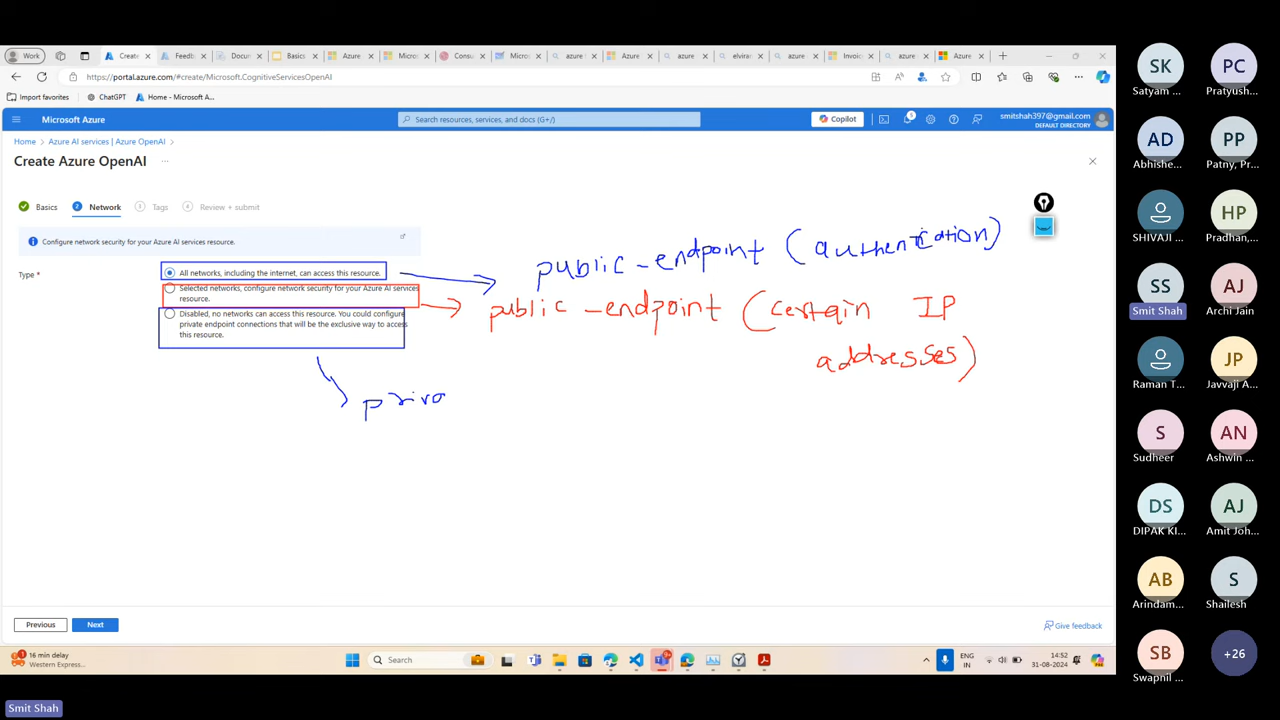 Work
Create
Feedb
Docum
Basics
Azure
Micros
Consu
Micros
azure
Azure
azure
elviran
azure
Invoic
azure
Azure
https://portal.azure.com/#create/Microsoft.CognitiveServicesOpenAI
Import favorites
ChatGPT
Home - Microsoft A...
Microsoft Azure
Search resources, services, and docs (G+/)
Copilot
smitshah397@gmail.com
DEFAULT DIRECTORY
Home > Azure AI services | Azure OpenAI >
Create Azure OpenAI ...
Basics
2 Network
3 Tags
4 Review + submit
Configure network security for your Azure AI services resource.
Type *
All networks, including the internet, can access this resource.
Selected networks, configure network security for your Azure AI services
resource.
Disabled, no networks can access this resource. You could configure
private endpoint connections that will be the exclusive way to access
this resource.
public-endpoint (authentication)
public-endpoint (certain IP
addresses)
priva
Previous
Next
Give feedback
16 min delay
Western Express...
Search
ENG
IN
14:52
31-08-2024
SK
Satyam ...
PC
Pratyush...
AD
Abhishe...
PP
Patny, Pr...
SHIVAJI ...
HP
Pradhan,...
SS
Smit Shah
AJ
Archi Jain
Raman T...
JP
Javvaji A...
S
Sudheer
AN
Ashwin ...
DS
DIPAK KI...
AJ
Amit Joh...
AB
Arindam...
S
Shailesh
SB
Swapnil ...
+26
Smit Shah